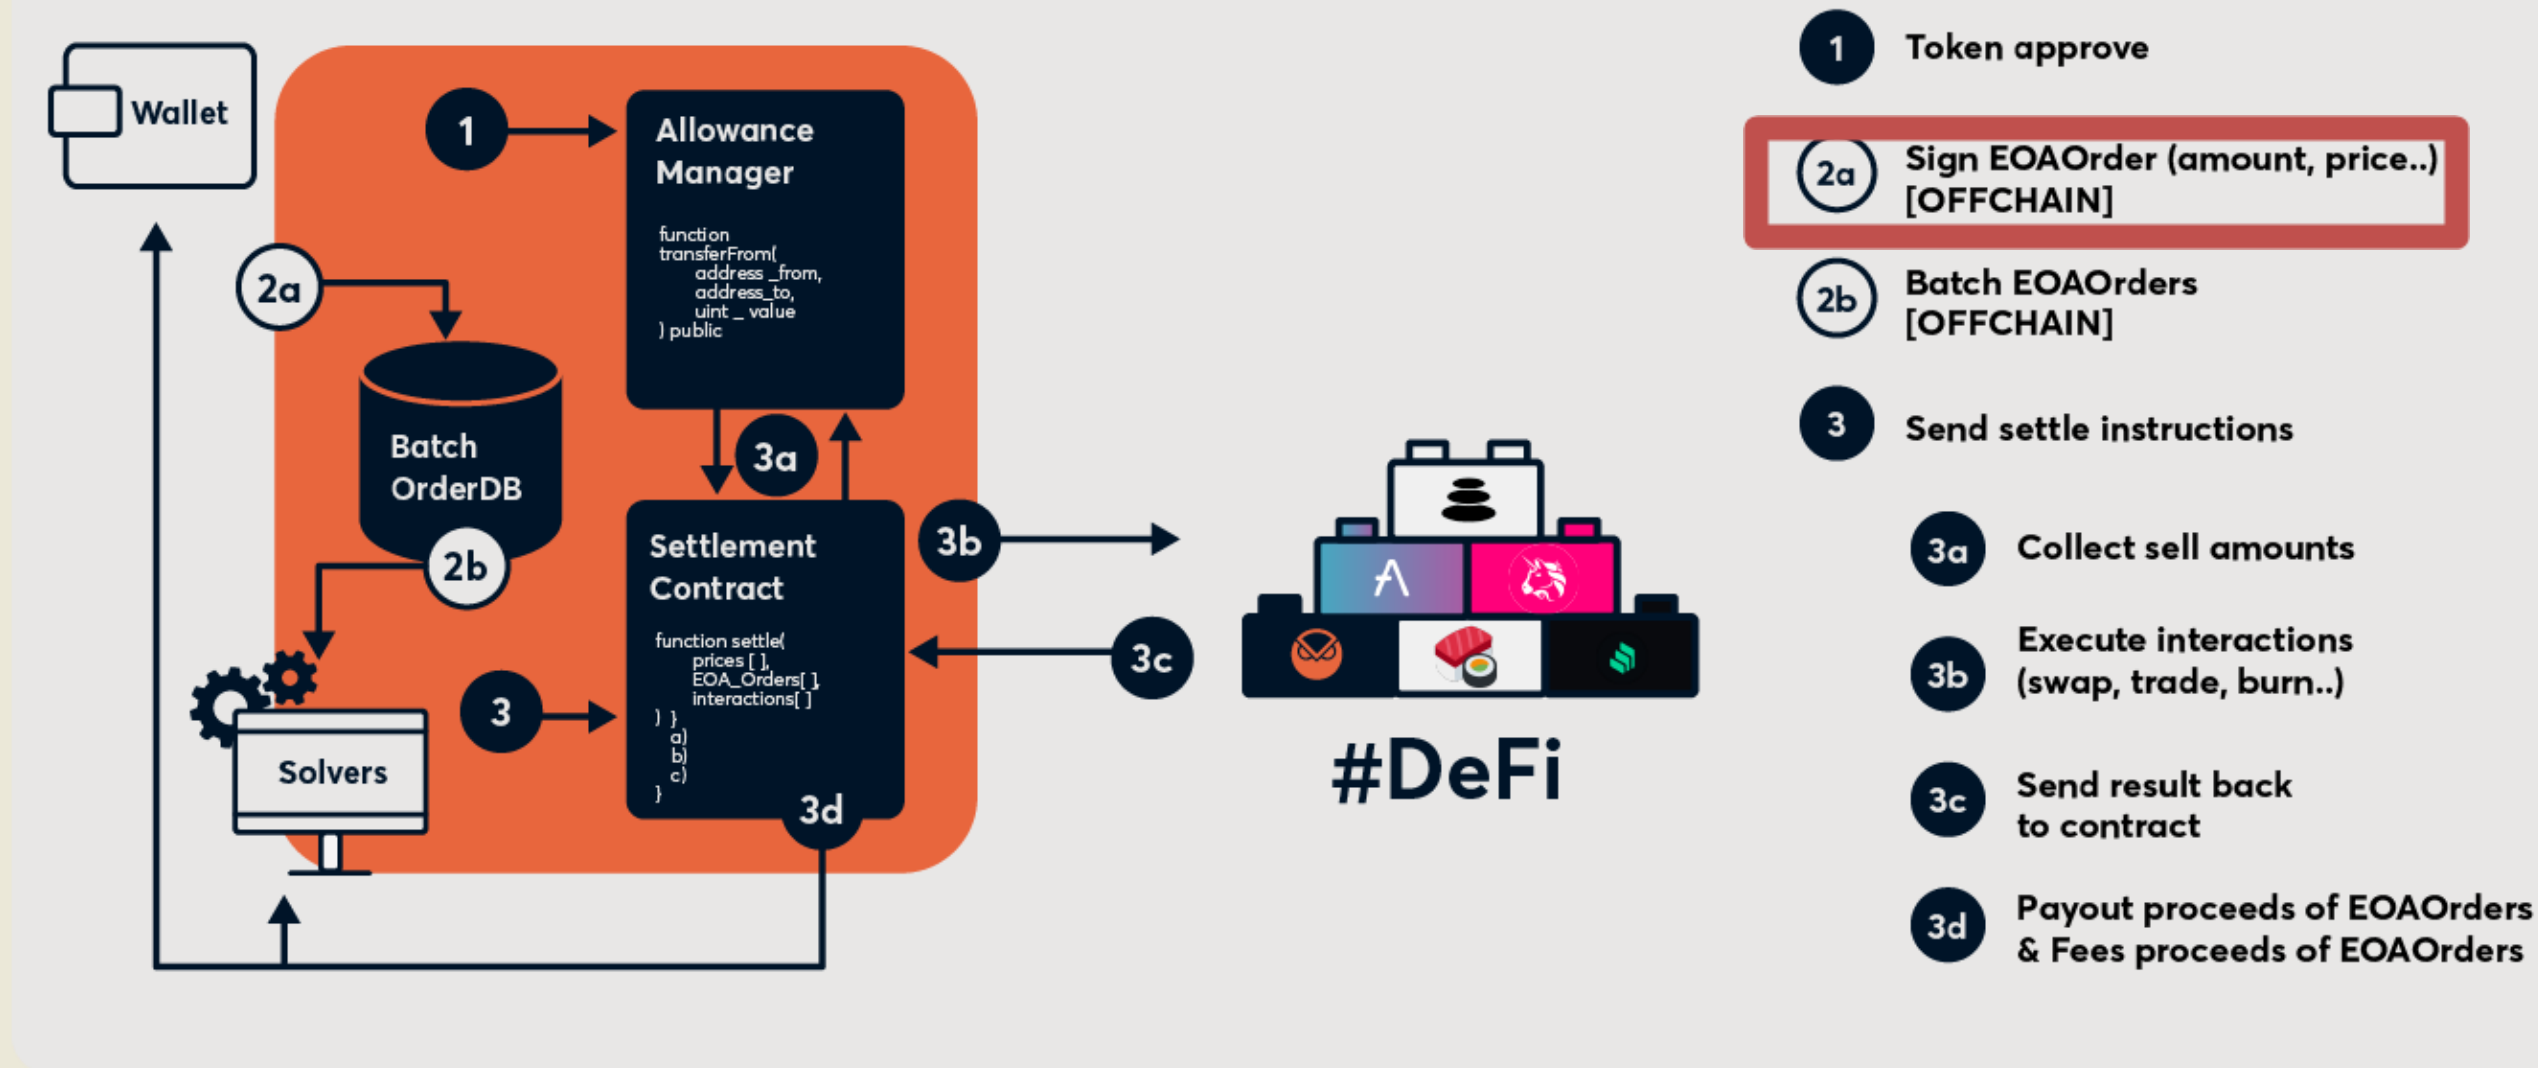 Wallet
1
Allowance
Manager
function
transferFrom(
address _from,
address_to,
uint _ value
) public
2a
Batch
OrderDB
2b
3a
Settlement
Contract
function settle(
prices [ ],
EOA_Orders[ ],
interactions[ ]
) }
a)
b)
c)
}
3
3d
Solvers
3b
3c
#DeFi
1
Token approve
2a
Sign EOAOrder (amount, price..)
[OFFCHAIN]
2b
Batch EOAOrders
[OFFCHAIN]
3
Send settle instructions
3a
Collect sell amounts
3b
Execute interactions
(swap, trade, burn..)
3c
Send result back
to contract
3d
Payout proceeds of EOAOrders
& Fees proceeds of EOAOrders